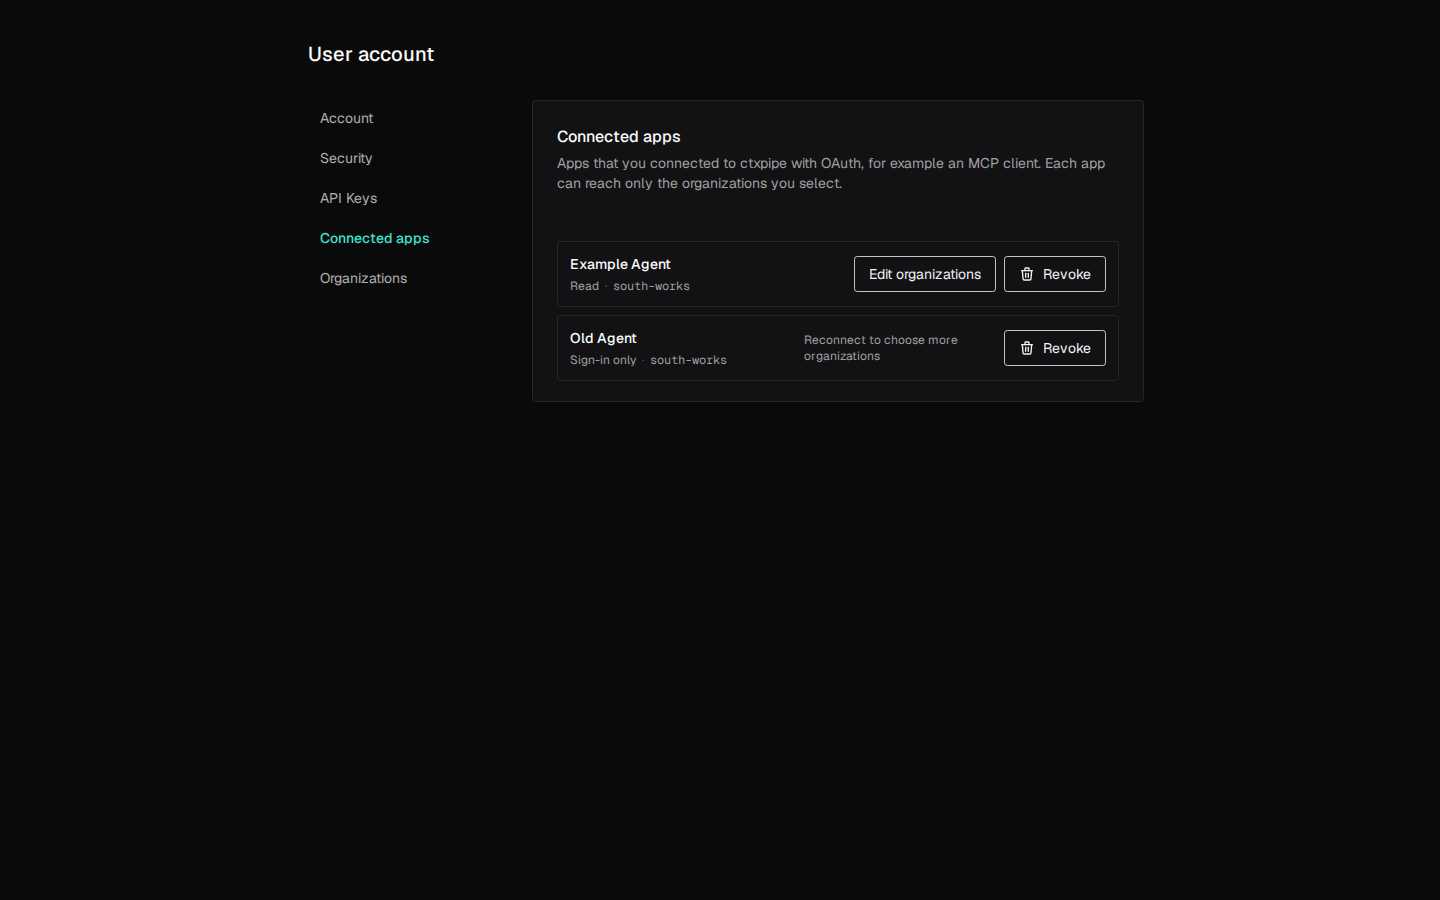 User account
Account
Security
API Keys
Connected apps
Organizations
Connected apps
Apps that you connected to ctxpipe with OAuth, for example an MCP client. Each app
can reach only the organizations you select.
Example Agent
Read · south-works
Edit organizations
Revoke
Old Agent
Sign-in only · south-works
Reconnect to choose more
organizations
Revoke